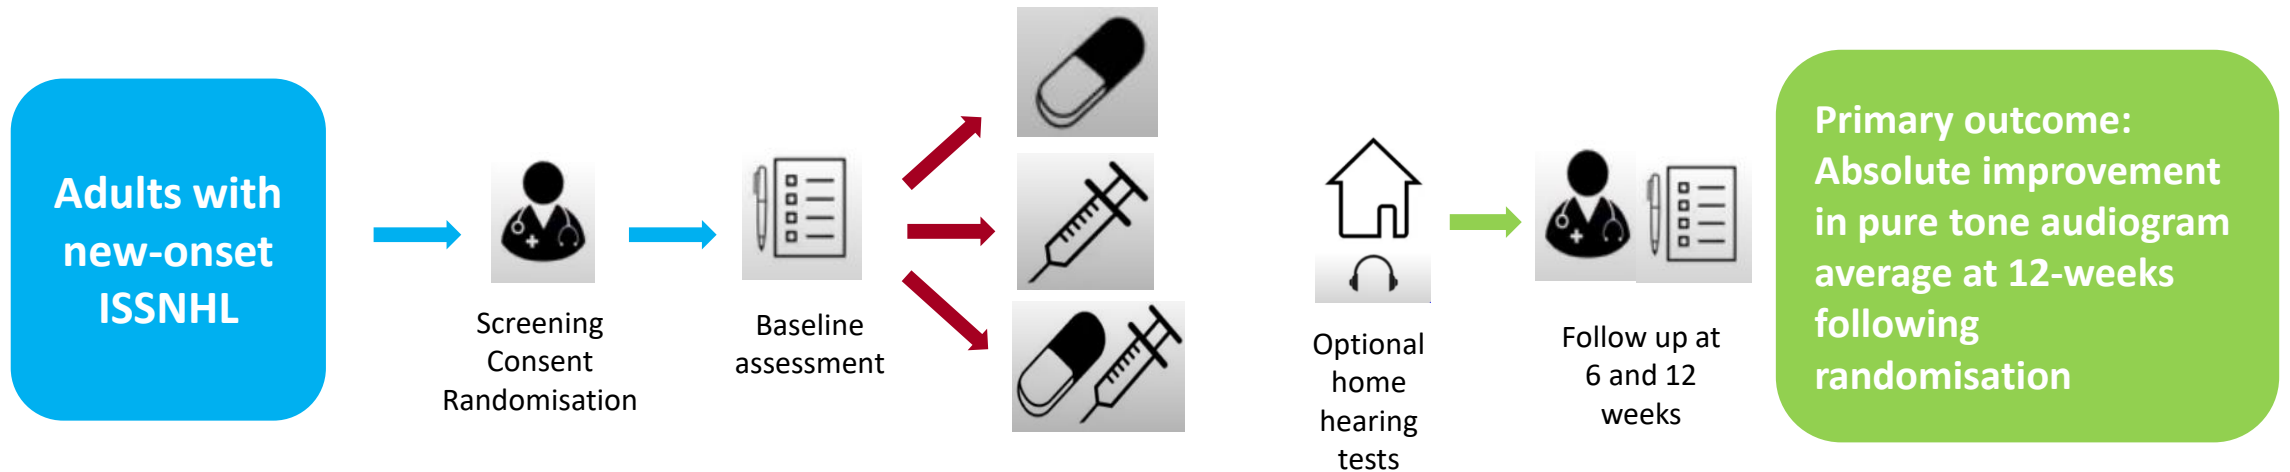 Adults with
new-onset
ISSNHL
Screening
Consent
Randomisation
Baseline
assessment
Optional
home
hearing
tests
Follow up at
6 and 12
weeks
Primary outcome:
Absolute improvement
in pure tone audiogram
average at 12-weeks
following
randomisation